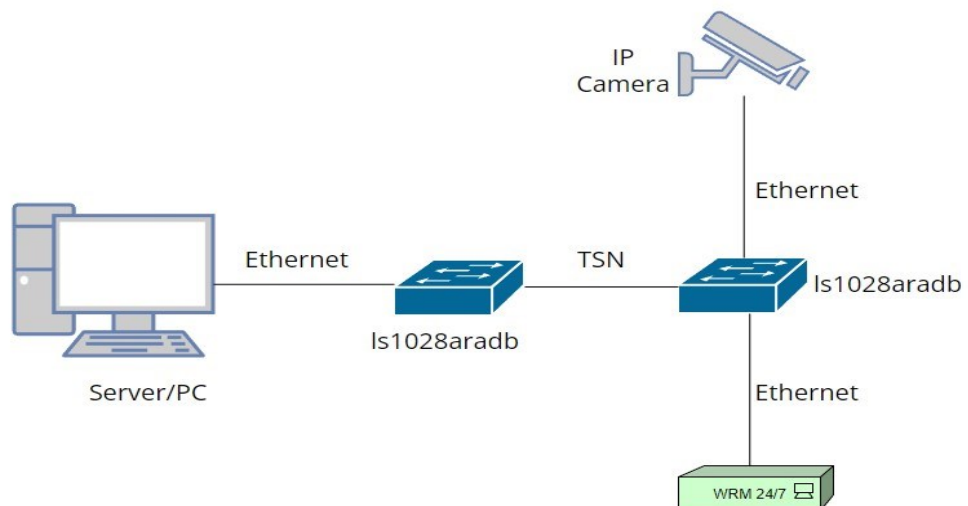 IP
Camera
Ethernet
Ethernet
TSN
ls1028aradb
ls1028aradb
Server/PC
Ethernet
WRM 24/7